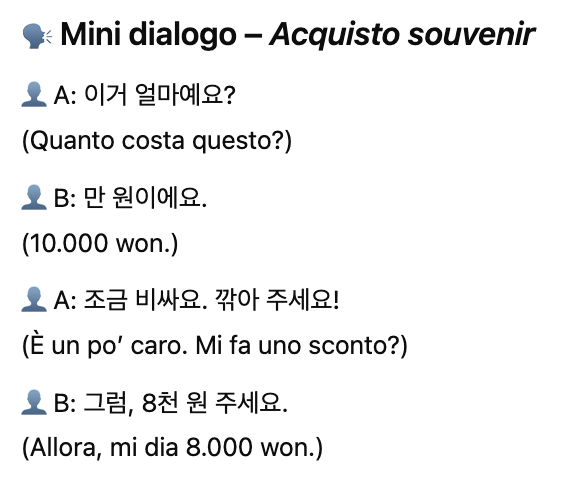 🗣️ Mini dialogo – Acquisto souvenir
👤 A: 이거 얼마예요?
(Quanto costa questo?)
👤 B: 만 원이에요.
(10.000 won.)
👤 A: 조금 비싸요. 깎아 주세요!
(È un po’ caro. Mi fa uno sconto?)
👤 B: 그럼, 8천 원 주세요.
(Allora, mi dia 8.000 won.)